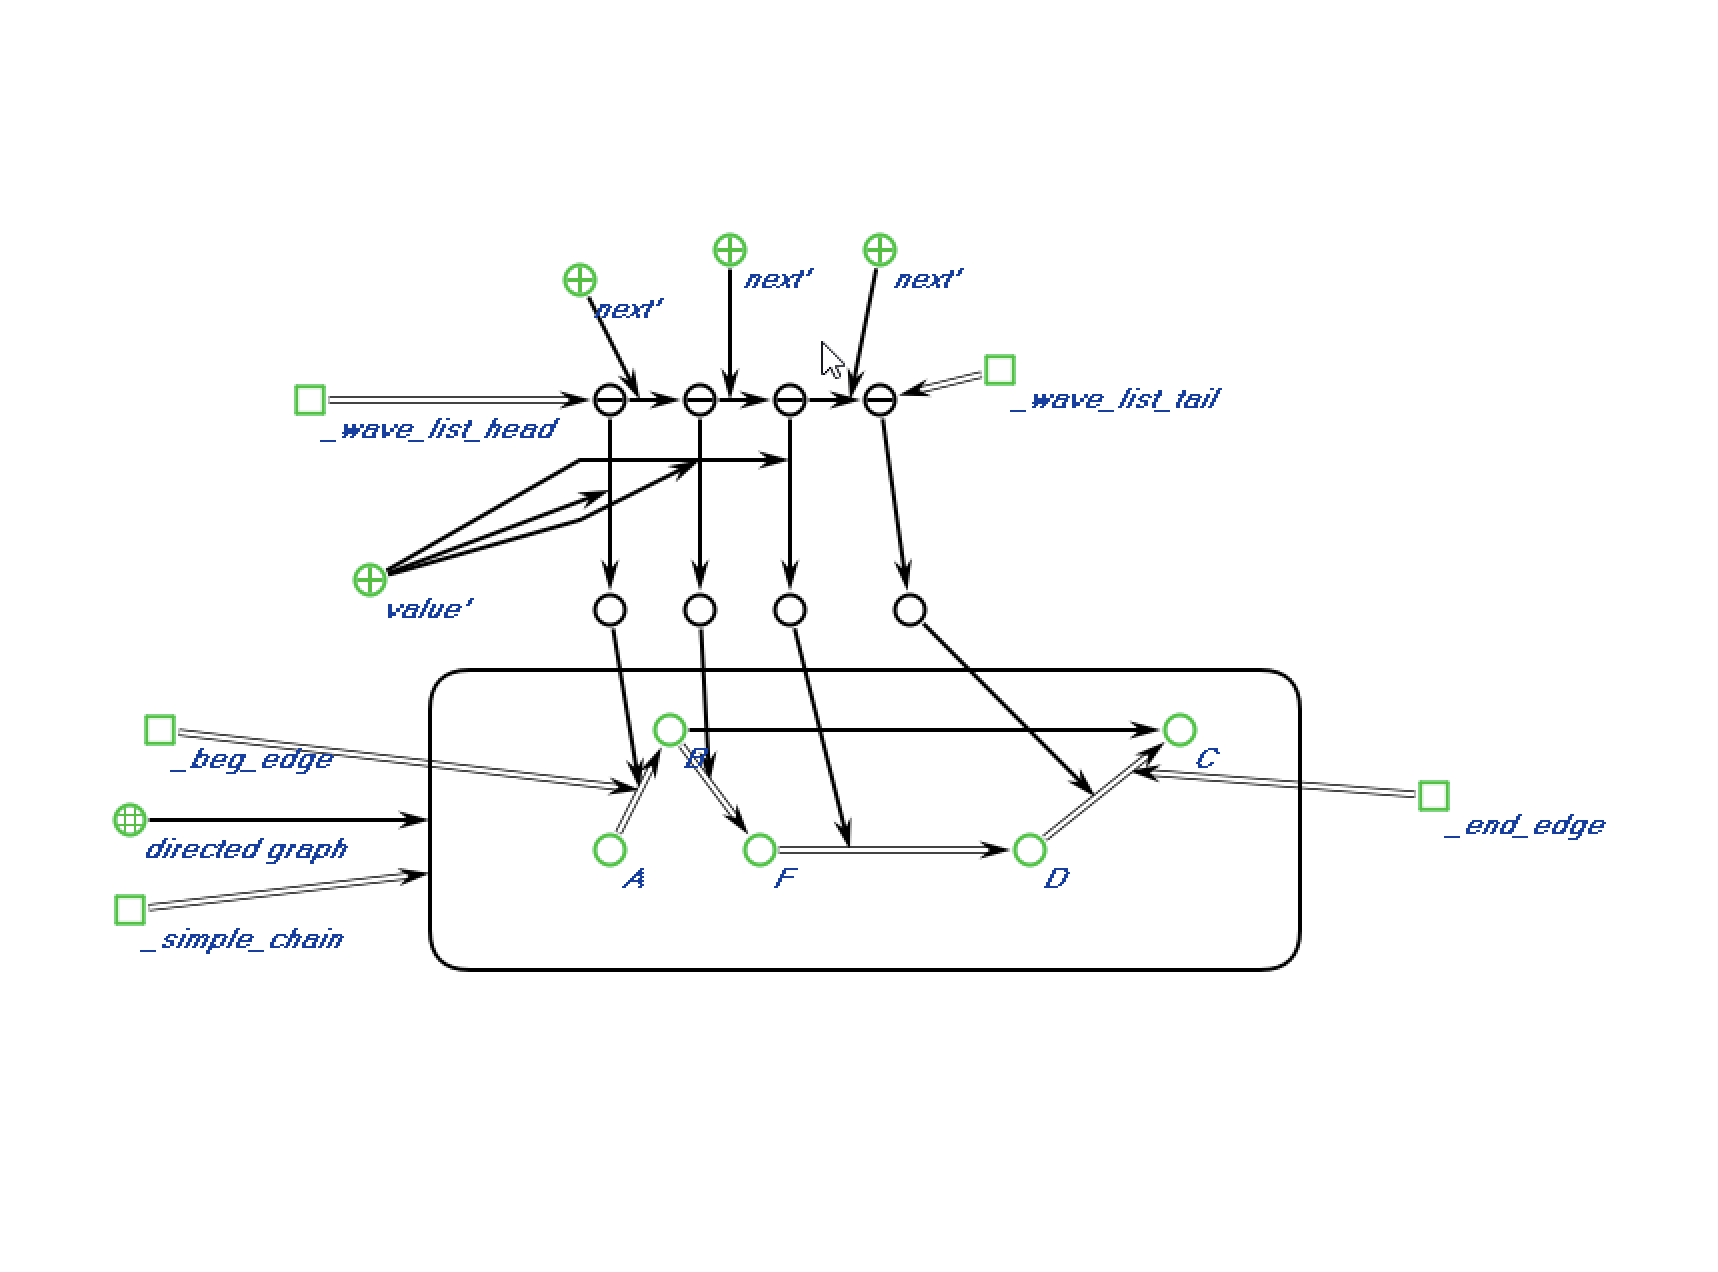 next'
next'
next'
_wave_list_tail
_wave_list_head
value'
B
C
_beg_edge
_end_edge
directed graph
A
F
D
_simple_chain